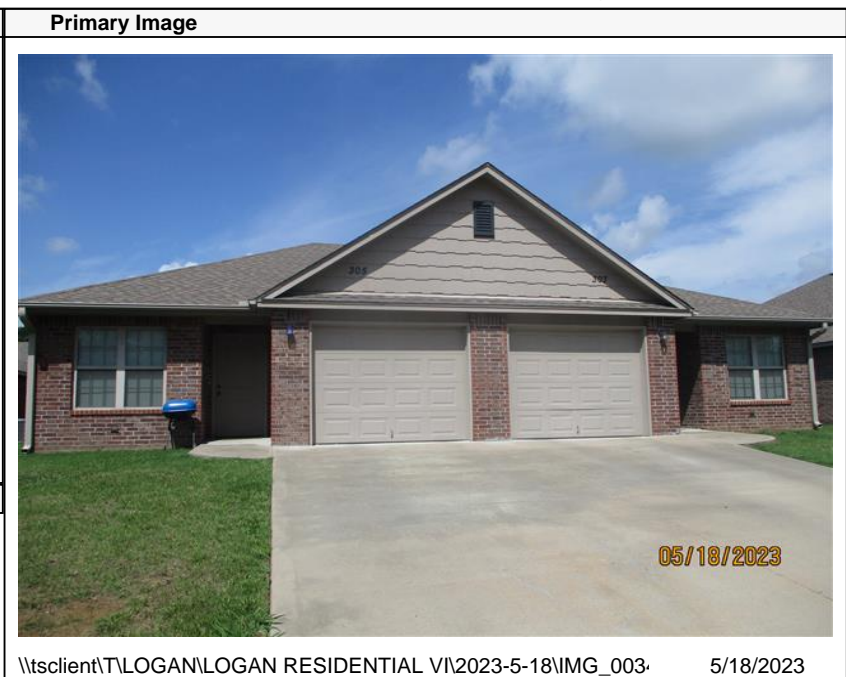 Primary Image
305
05/18/2023
\\tsclient\T\LOGAN\LOGAN RESIDENTIAL VI\2023-5-18\IMG_003
5/18/2023